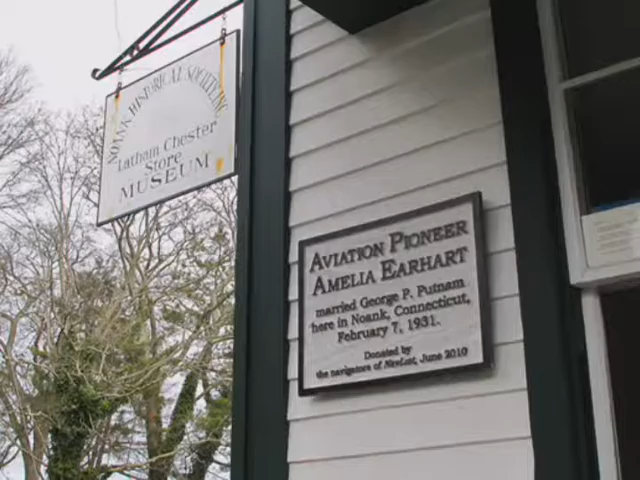 NOANK HISTORICAL SOCIETY INC
Latham Chester
Store
MUSEUM
AVIATION PIONEER
AMELIA EARHART
married George P. Putnam
here in Noank, Connecticut,
February 7, 1931.
Donated by
the navigators of NavList, June 2010